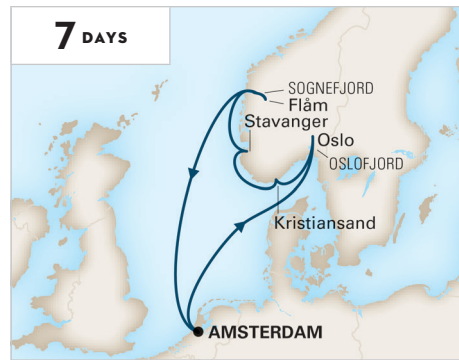 7 DAYS
SOGNEFJORD
Flåm
Stavanger
Oslo
OSLOFJORD
Kristiansand
AMSTERDAM